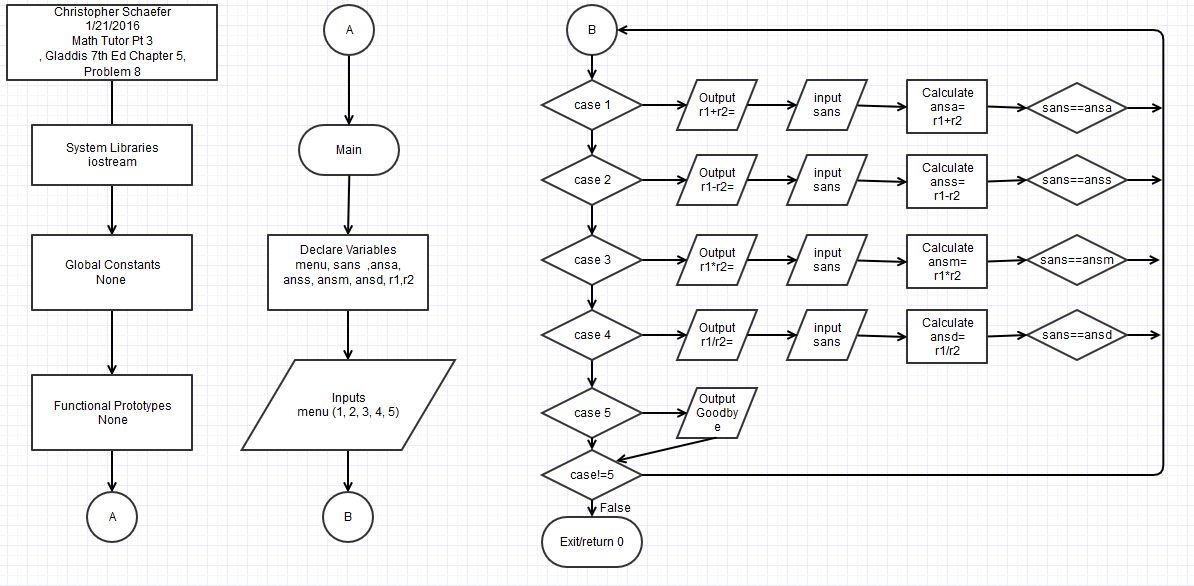 Christopher Schaefer
1/21/2016
Math Tutor Pt 3
, Gladdis 7th Ed Chapter 5,
Problem 8
System Libraries
iostream
Global Constants
None
Functional Prototypes
None
A
A
Main
Declare Variables
menu, sans ,ansa,
anss, ansm, ansd, r1,r2
Inputs
menu (1, 2, 3, 4, 5)
B
B
case 1
Output
r1+r2=
input
sans
Calculate
ansa=
r1+r2
sans==ansa
case 2
Output
r1-r2=
input
sans
Calculate
anss=
r1-r2
sans==anss
case 3
Output
r1*r2=
input
sans
Calculate
ansm=
r1*r2
sans==ansm
case 4
Output
r1/r2=
input
sans
Calculate
ansd=
r1/r2
sans==ansd
case 5
Output
Goodby
e
case!=5
False
Exit/return 0